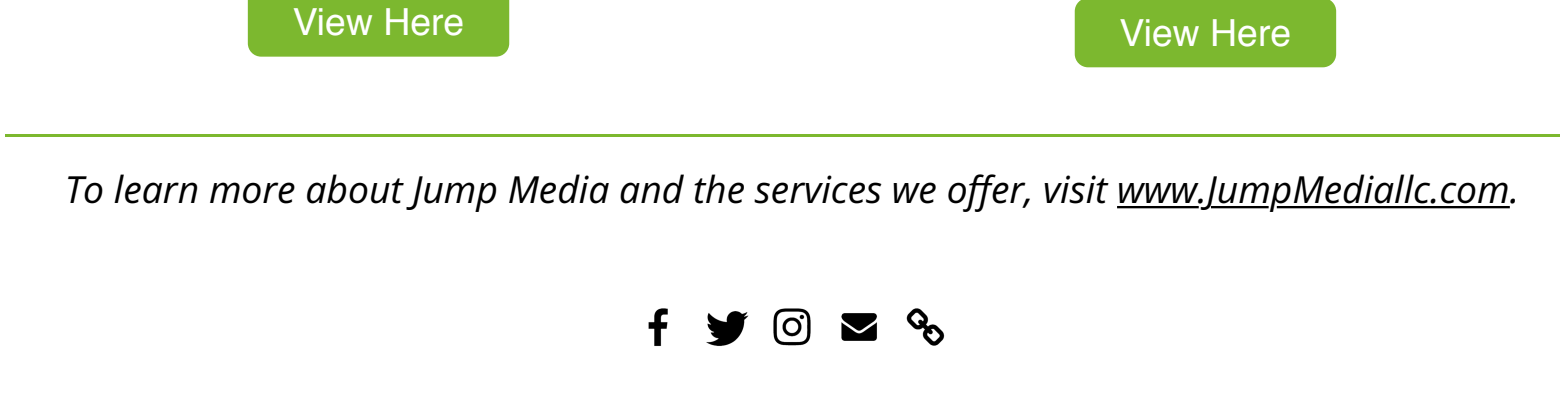 View Here
View Here
To learn more about Jump Media and the services we offer, visit www.JumpMediallc.com.